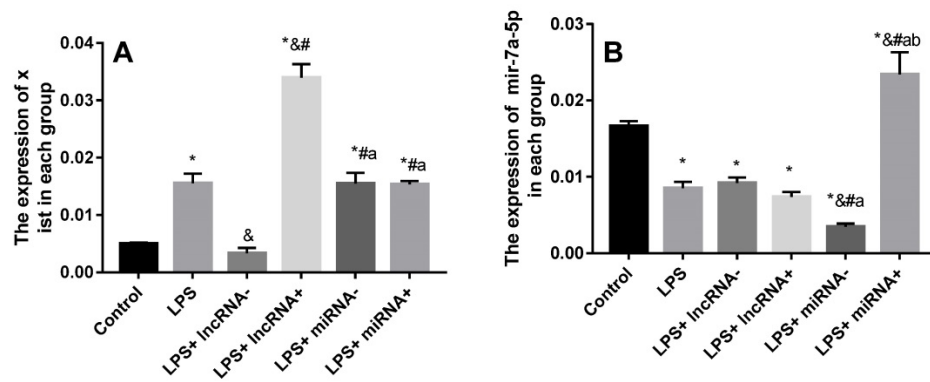 A
The expression of x
ist in each group
0.04
0.03
0.02
0.01
0.00
*
&
*&#
*#a
*#a
Control
LPS
LPS+ lncRNA-
LPS+ lncRNA+
LPS+ miRNA-
LPS+ miRNA+
B
The expression of mir-7a-5p
in each group
0.03
0.02
0.01
0.00
*
*
*
*&#a
*&#ab
Control
LPS
LPS+ lncRNA-
LPS+ lncRNA+
LPS+ miRNA-
LPS+ miRNA+